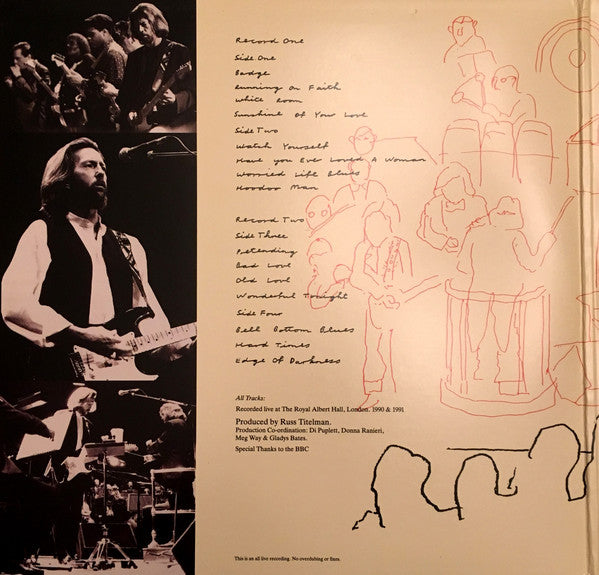 Record One
Side One
Badge
Running on Faith
White Room
Sunshine of Your Love
Side Two
Watch Yourself
Have you Ever Loved A Woman
Worried Life Blues
Hoodoo Man
Record Two
Side Three
Pretending
Bad Love
Old Love
Wonderful Tonight
Side Four
Bell Bottom Blues
Hard Times
Edge of Darkness
All Tracks:
Recorded live at The Royal Albert Hall, London. 1990 & 1991
Produced by Russ Titelman.
Production Co-ordination: Di Puplett, Donna Ranieri,
Meg Way & Gladys Bates.
Special Thanks to the BBC
This is an all live recording. No overdubing or fixes.